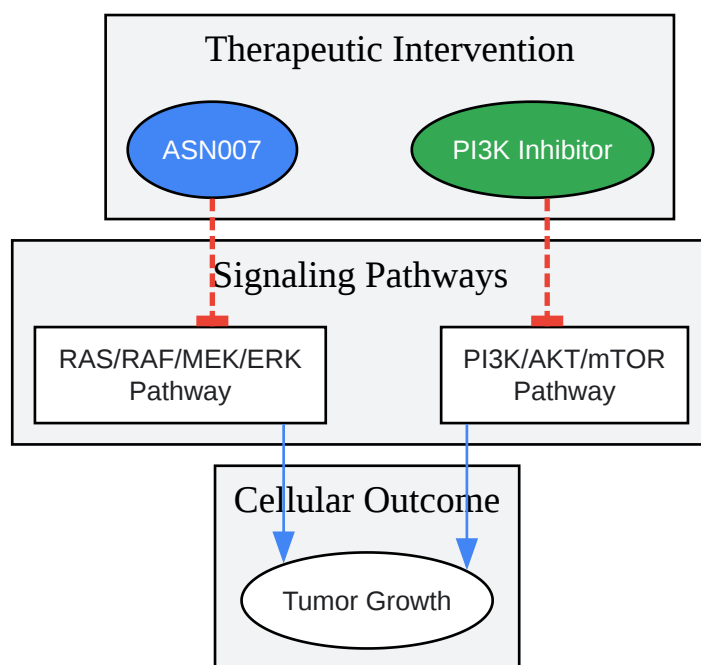 Therapeutic Intervention
ASN007
PI3K Inhibitor
Signaling Pathways
RAS/RAF/MEK/ERK
Pathway
PI3K/AKT/mTOR
Pathway
Cellular Outcome
Tumor Growth